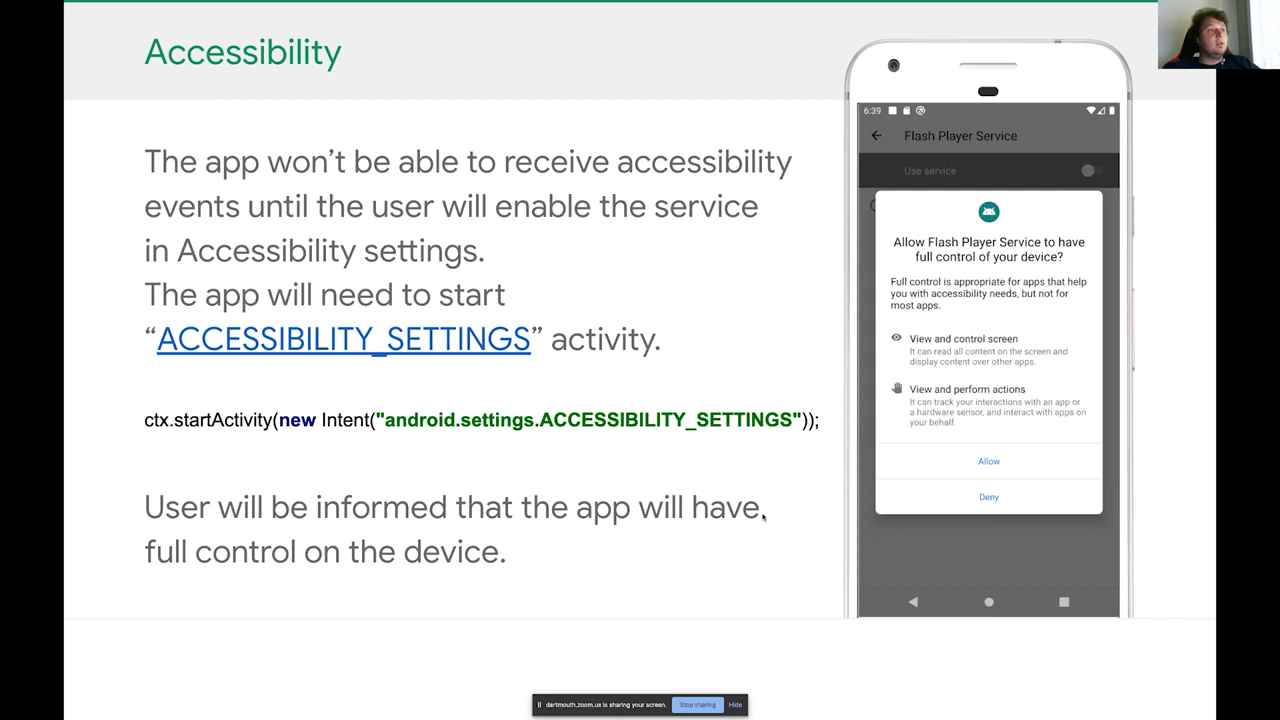 Accessibility
The app won’t be able to receive accessibility
events until the user will enable the service
in Accessibility settings.
The app will need to start
“ACCESSIBILITY_SETTINGS” activity.
ctx.startActivity(new Intent("android.settings.ACCESSIBILITY_SETTINGS"));
User will be informed that the app will have
full control on the device.
6:39
Flash Player Service
Use service
Allow Flash Player Service to have
full control of your device?
Full control is appropriate for apps that help
you with accessibility needs, but not for
most apps.
View and control screen
It can read all content on the screen and
display content over other apps.
View and perform actions
It can track your interactions with an app or
a hardware sensor, and interact with apps on
your behalf.
Allow
Deny
dartmouth.zoom.us is sharing your screen.
Stop sharing
Hide